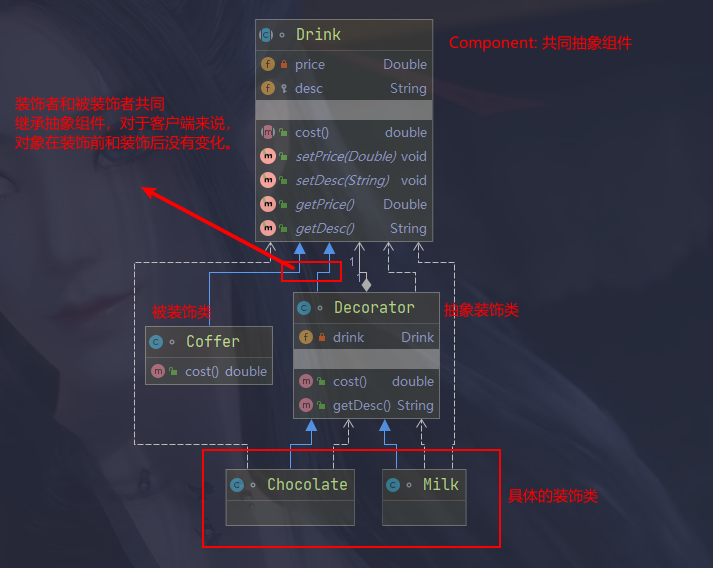 Drink
Component: 共同抽象组件
price Double
desc String
装饰者和被装饰者共同
继承抽象组件，对于客户端来说，
对象在装饰前和装饰后没有变化。
cost() double
setPrice(Double) void
setDesc(String) void
getPrice() Double
getDesc() String
1
1
被装饰类
Decorator
抽象装饰类
drink Drink
Coffer
cost() double
cost() double
getDesc() String
Chocolate
Milk
具体的装饰类